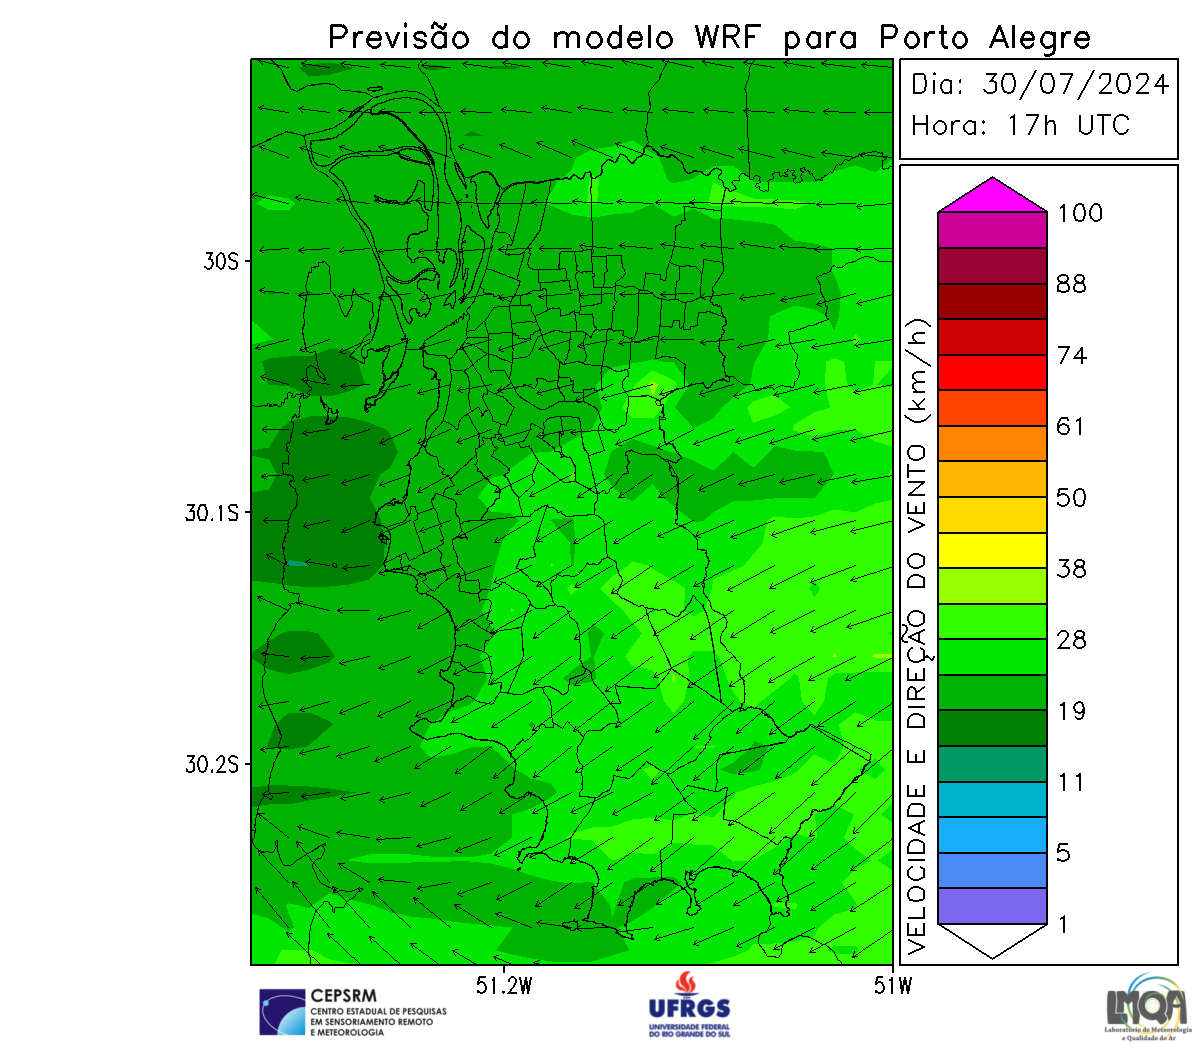 Previsão do modelo WRF para Porto Alegre
Dia: 30/07/2024
Hora: 17h UTC
30S
30.1S
30.2S
51.2W
51W
VELOCIDADE E DIREÇÃO DO VENTO (km/h)
100
88
74
61
50
38
28
19
11
5
1
CEPSRM
CENTRO ESTADUAL DE PESQUISAS
EM SENSORIAMENTO REMOTO
E METEOROLOGIA
UFRGS
UNIVERSIDADE FEDERAL
DO RIO GRANDE DO SUL
LMQA
Laboratório de Meteorologia
e Qualidade do Ar